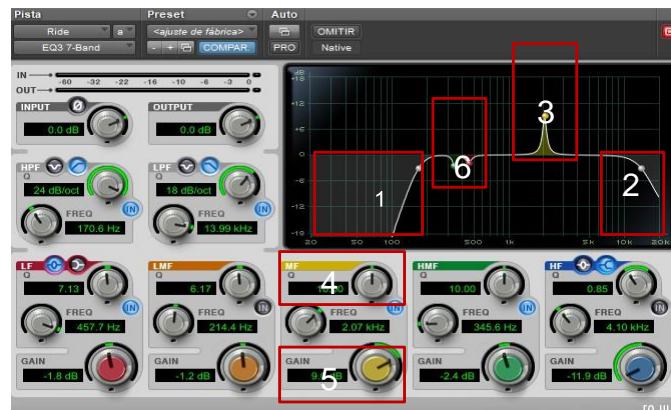 Pista Preset Auto
Ride a <ajuste de fábrica> OMITIR
EQ3 7-Band - + COMPAR. PRO Native
IN -60 -32 -22 -16 -10 -6 -3 0
OUT
INPUT Ø OUTPUT
0.0 dB 0.0 dB
HPF LPF
Q Q
24 dB/oct 18 dB/oct
IN IN
FREQ FREQ
170.6 Hz 13.99 kHz
dB
+18
+12
+6
0
-6
-12
20 50 100 500 1k 5k 10k 20k
1 6 3 2
LF LMF MF HMF HF
Q Q Q Q Q
7.13 6.17 4 10.00 0.85
IN IN IN IN
FREQ FREQ FREQ FREQ FREQ
457.7 Hz 214.4 Hz 2.07 kHz 345.6 Hz 4.10 kHz
GAIN GAIN GAIN GAIN GAIN
-1.8 dB -1.2 dB 5 -2.4 dB -11.9 dB